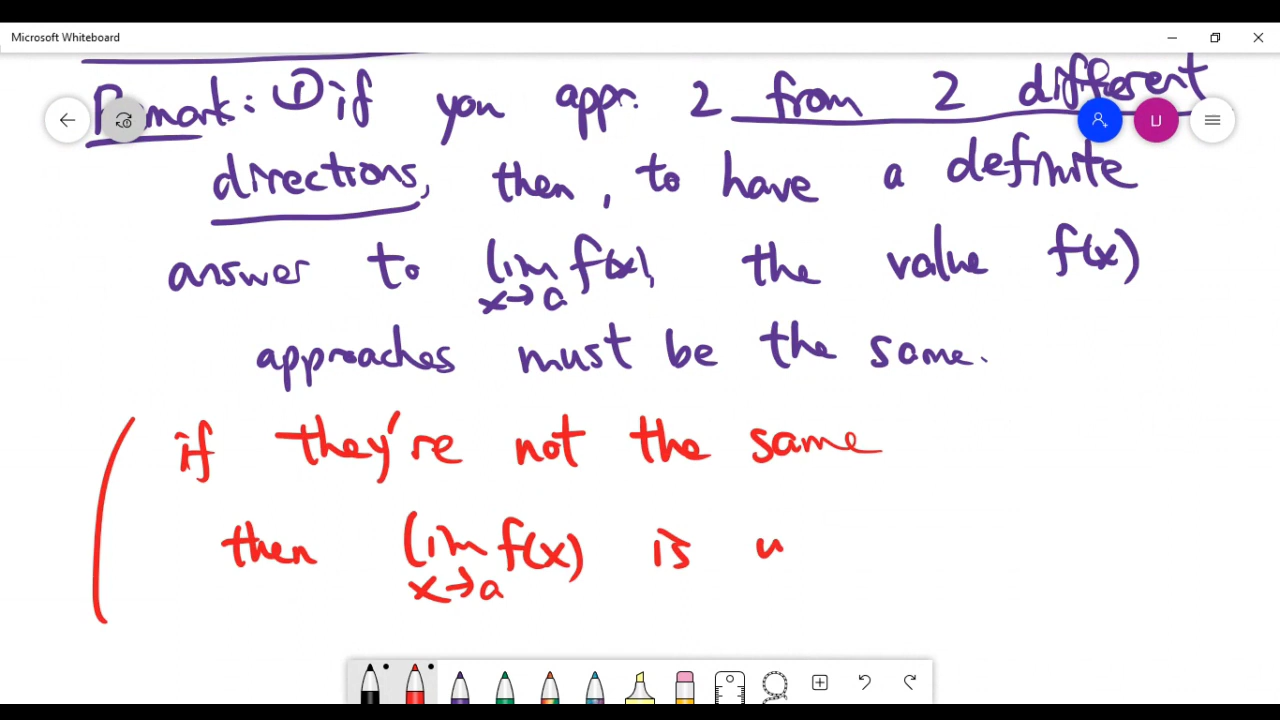 Microsoft Whiteboard
Remark: ① if you appr. 2 from 2 different
directions, then, to have a definite
answer to lim f(x), the value f(x)
x→a
approaches must be the same.
if they're not the same
then lim f(x) is u
x→a